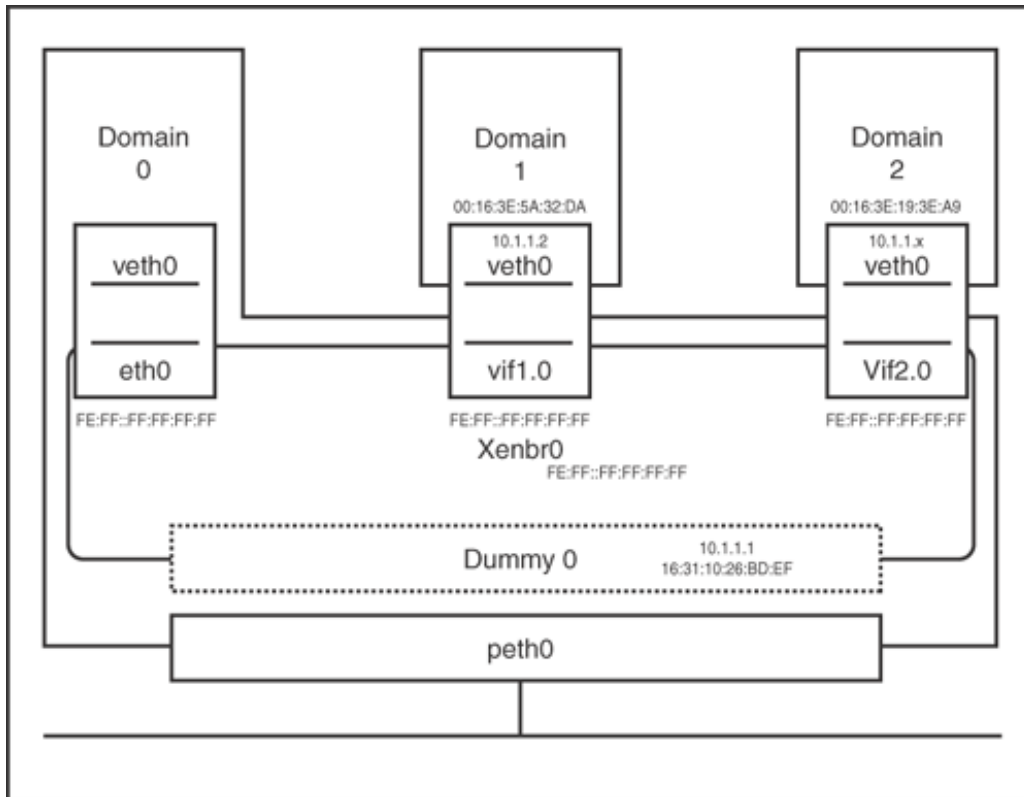 Domain
0
Domain
1
00:16:3E:5A:32:DA
Domain
2
00:16:3E:19:3E:A9
veth0
eth0
FE:FF::FF:FF:FF:FF
10.1.1.2
veth0
vif1.0
FE:FF::FF:FF:FF:FF
10.1.1.x
veth0
Vif2.0
FE:FF::FF:FF:FF:FF
Xenbr0
FE:FF::FF:FF:FF:FF
Dummy 0
10.1.1.1
16:31:10:26:BD:EF
peth0